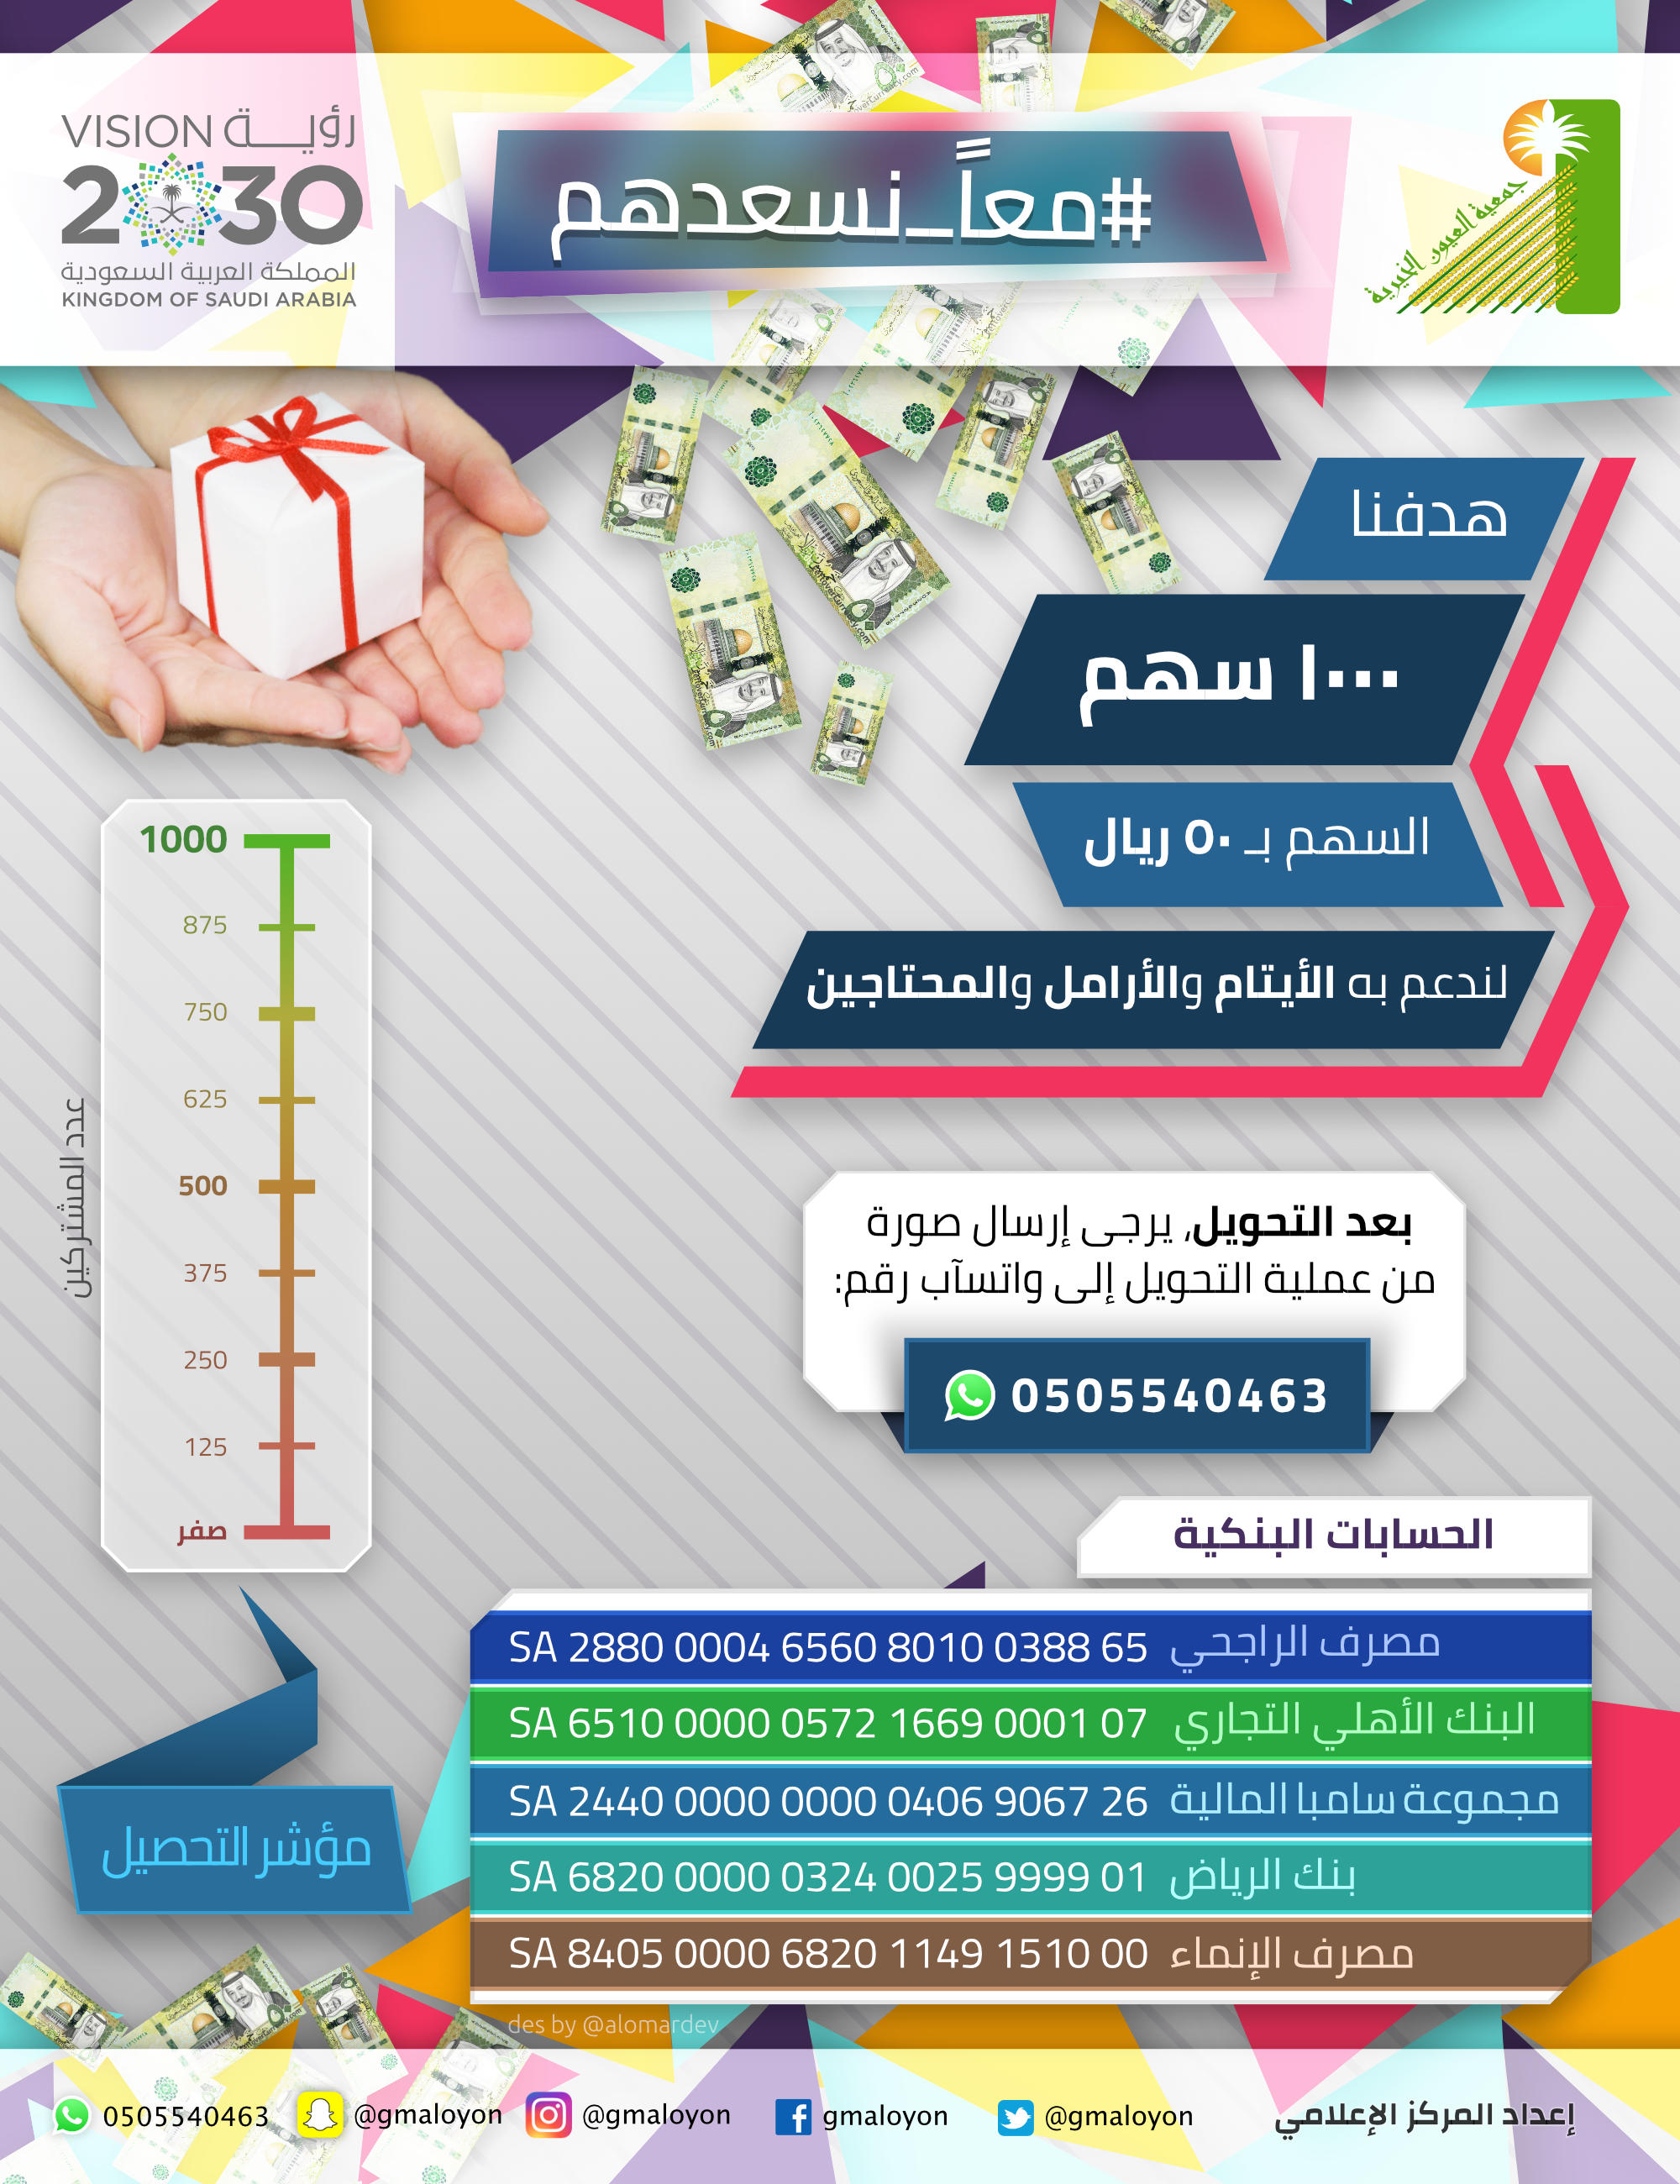 VISION رؤيـــة
2030
المملكة العربية السعودية
KINGDOM OF SAUDI ARABIA
#معاً_نسعدهم
جمعية العيون الخيرية
هدفنا
١٠٠٠ سهم
السهم بـ ٥٠ ريال
لندعم به الأيتام والأرامل والمحتاجين
1000
875
750
625
500
375
250
125
صفر
عدد المشتركين
مؤشر التحصيل
بعد التحويل، يرجى إرسال صورة
من عملية التحويل إلى واتسآب رقم:
0505540463
الحسابات البنكية
مصرف الراجحي SA 2880 0004 6560 8010 0388 65
البنك الأهلي التجاري SA 6510 0000 0572 1669 0001 07
مجموعة سامبا المالية SA 2440 0000 0000 0406 9067 26
بنك الرياض SA 6820 0000 0324 0025 9999 01
مصرف الإنماء SA 8405 0000 6820 1149 1510 00
des by @alomardev
إعداد المركز الإعلامي
@gmaloyon
gmaloyon
@gmaloyon
@gmaloyon
0505540463